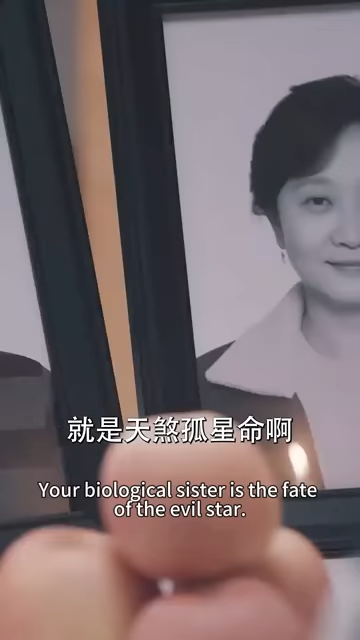 就是天煞孤星命啊
Your biological sister is the fate
of the evil star.